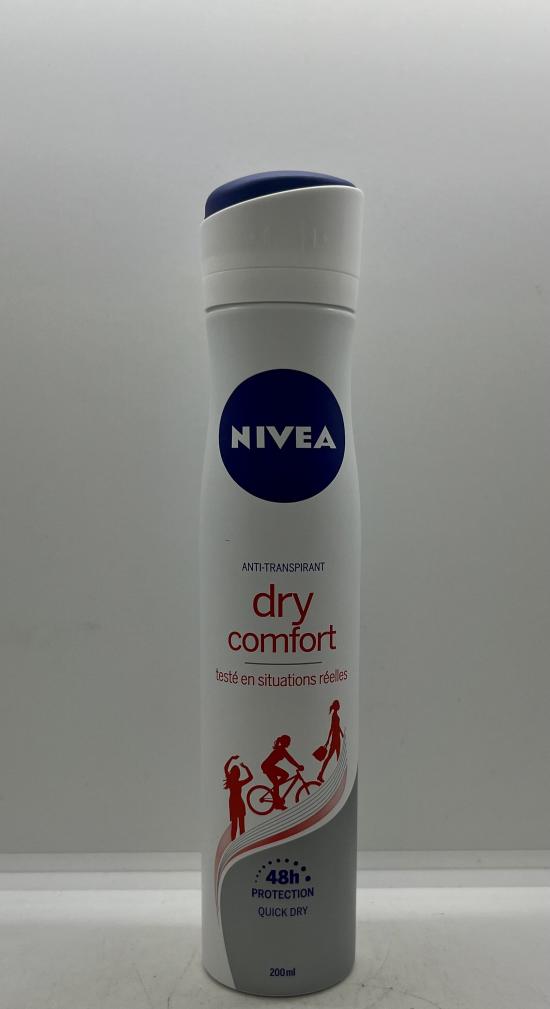 NIVEA
ANTI-TRANSPIRANT
dry
comfort
testé en situations réelles
48h
PROTECTION
QUICK DRY
200ml